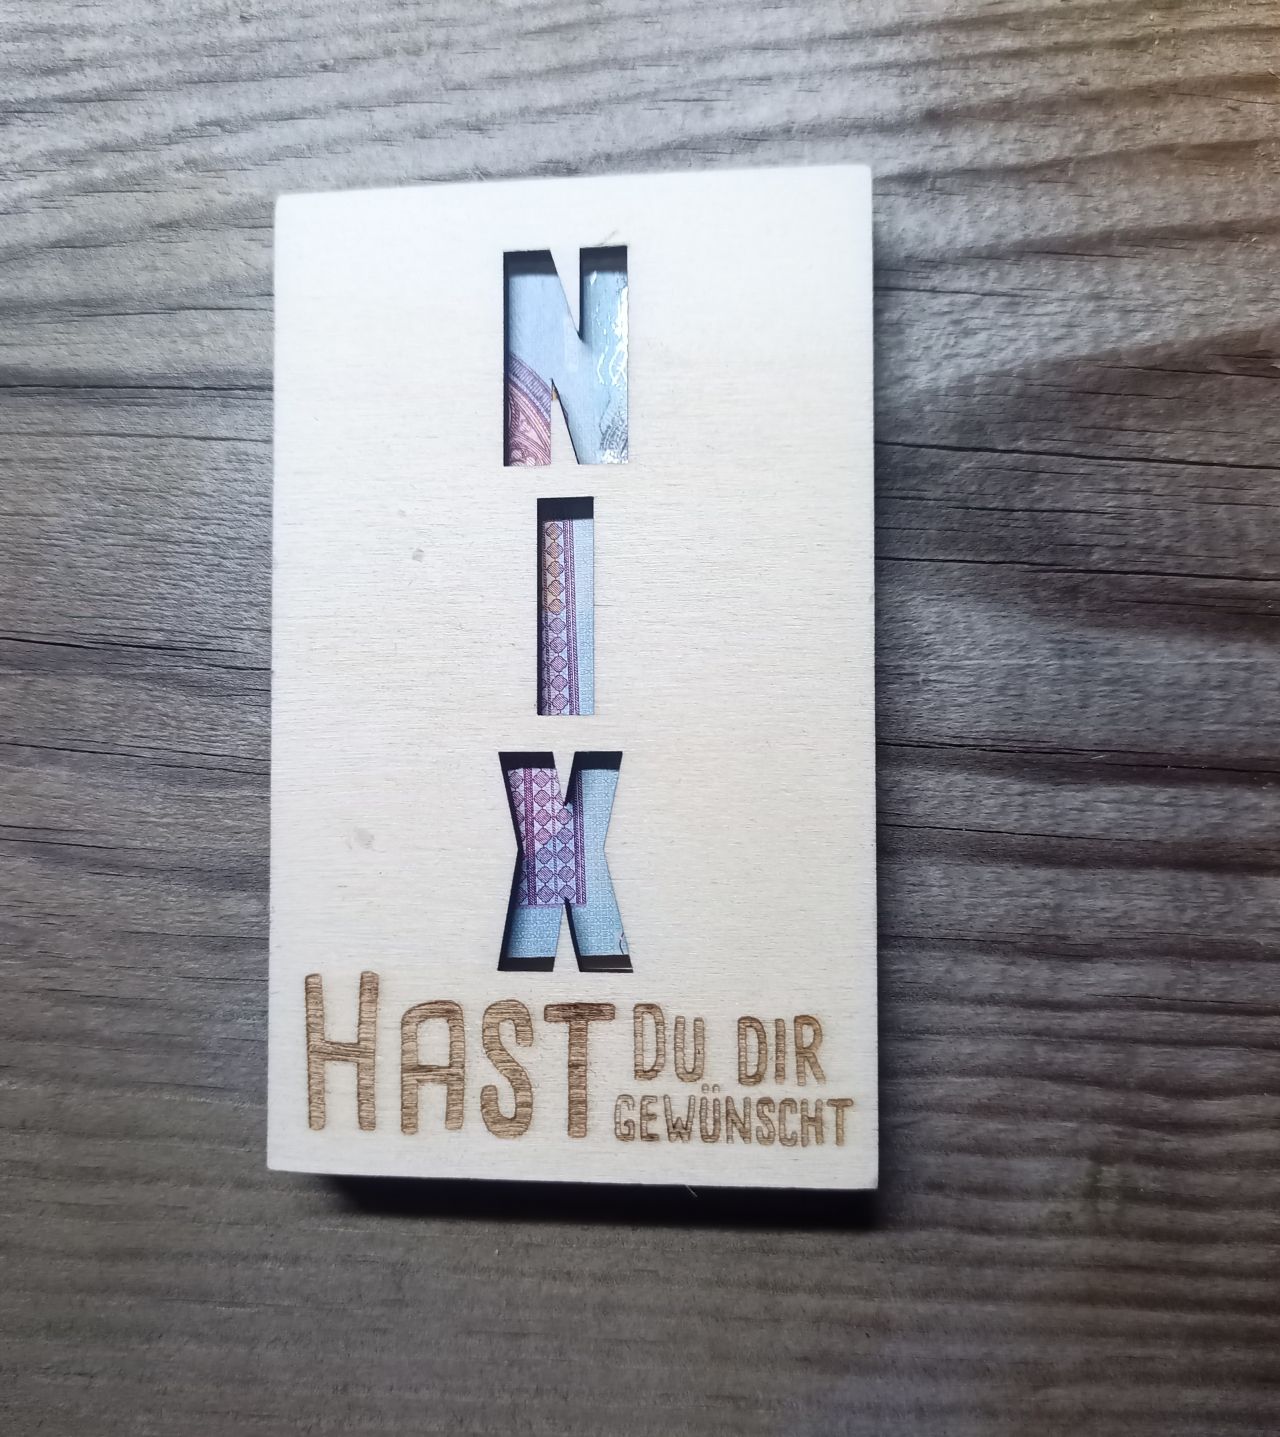 NIX
HAST DU DIR
GEWÜNSCHT